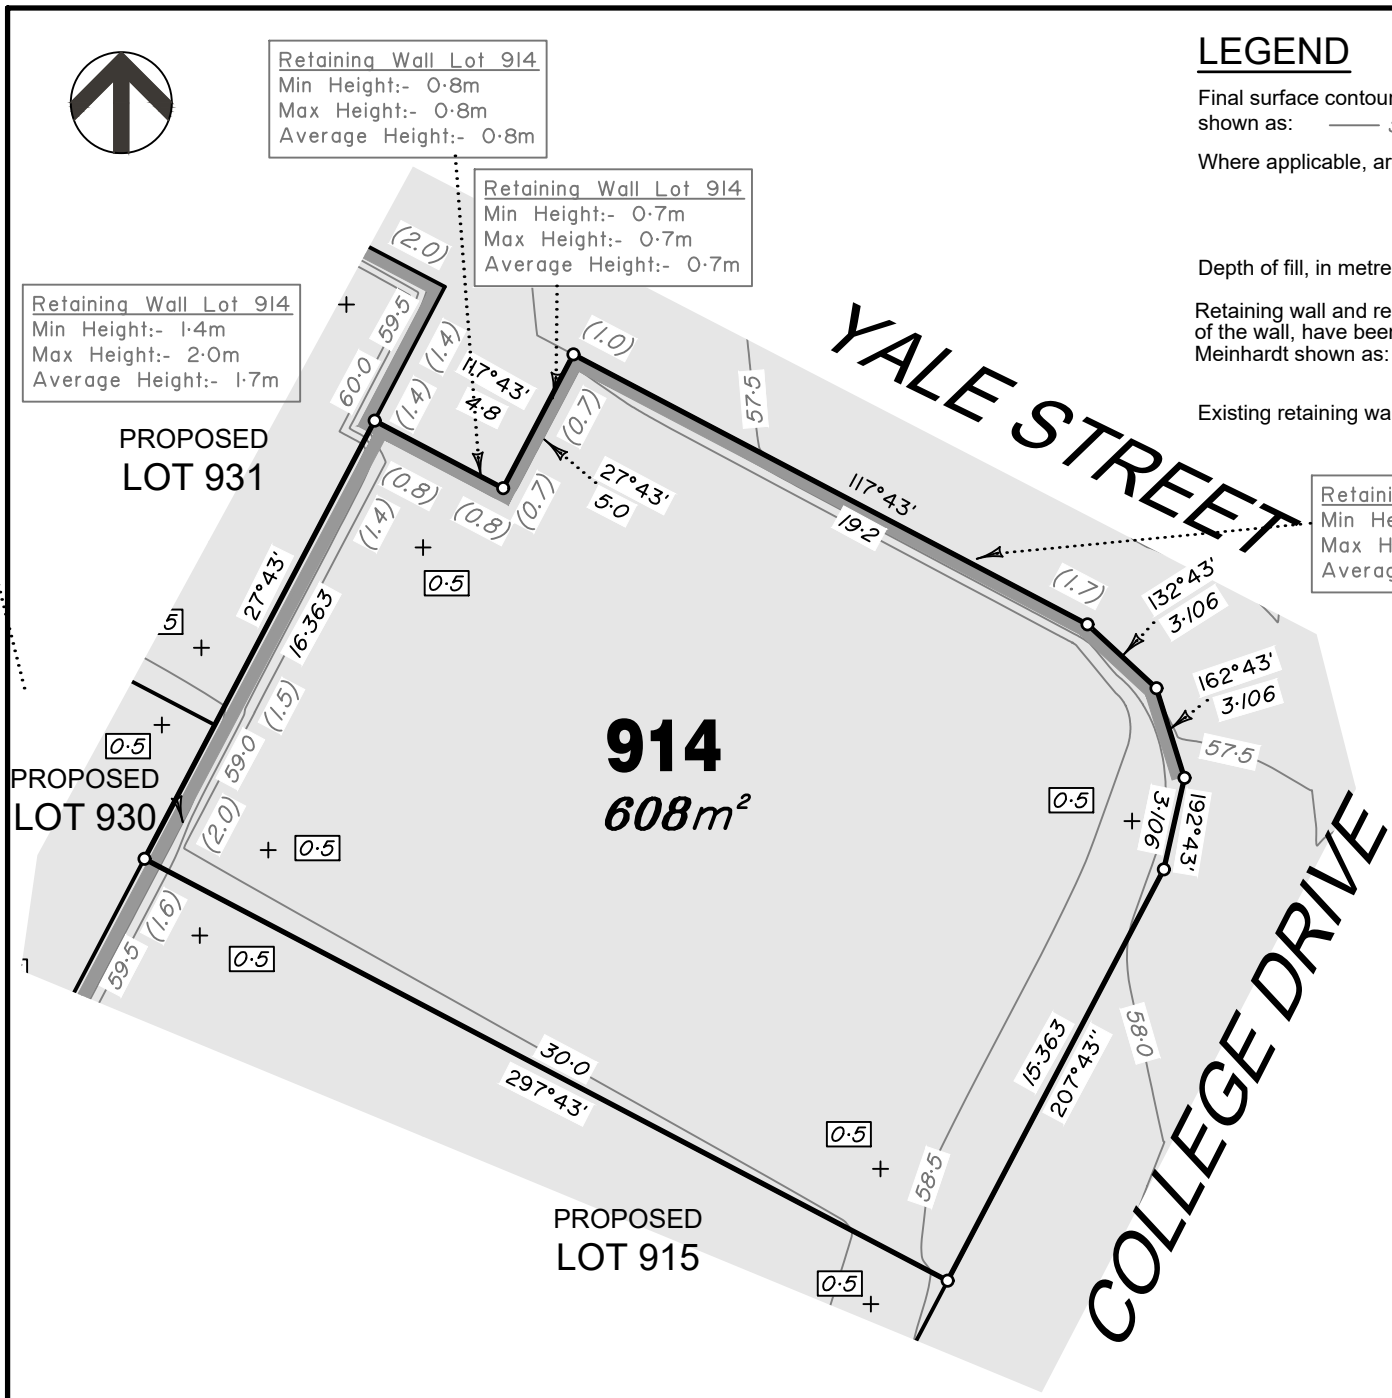 LEGEND
Final surface contour
shown as:
Where applicable, ar
Depth of fill, in metre
Retaining wall and re
of the wall, have been
Meinhardt shown as:
Existing retaining wa
Retaining Wall Lot 914
Min Height:- 0·8m
Max Height:- 0·8m
Average Height:- 0·8m
Retaining Wall Lot 914
Min Height:- 0·7m
Max Height:- 0·7m
Average Height:- 0·7m
Retaining Wall Lot 914
Min Height:- 1·4m
Max Height:- 2·0m
Average Height:- 1·7m
Retaini
Min He
Max H
Averag
(2.0)
59.5
60.0
(1.4)
(1.4)
117°43'
4·8
(1.0)
(0.7)
(0.7)
(0.8)
(0.8)
(1.4)
27°43'
5·0
57.5
YALE STREET
117°43'
19·2
(1.7)
132°43'
3·106
162°43'
3·106
57.5
PROPOSED
LOT 931
27°43'
16·363
0·5
5
(1.5)
59.0
(2.0)
0·5
PROPOSED
LOT 930
914
608m²
0·5
0·5
3·106
192°43'
(1.6)
59.5
0·5
30·0
297°43'
15·363
207°43"
58.0
58.5
0·5
COLLEGE DRIVE
PROPOSED
LOT 915
0·5